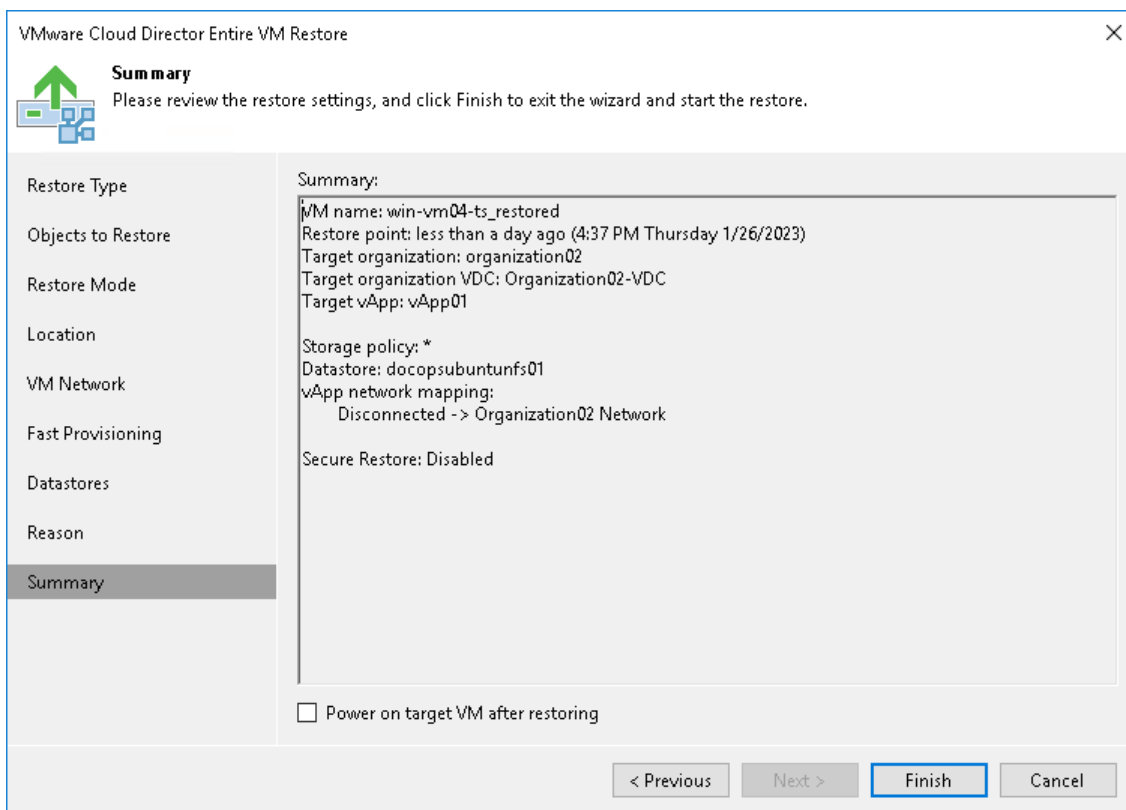 VMware Cloud Director Entire VM Restore
Summary
Please review the restore settings, and click Finish to exit the wizard and start the restore.
Restore Type
Objects to Restore
Restore Mode
Location
VM Network
Fast Provisioning
Datastores
Reason
Summary
Summary:
VM name: win-vm04-ts_restored
Restore point: less than a day ago (4:37 PM Thursday 1/26/2023)
Target organization: organization02
Target organization VDC: Organization02-VDC
Target vApp: vApp01
Storage policy: *
Datastore: docopsubuntunfs01
vApp network mapping:
Disconnected -> Organization02 Network
Secure Restore: Disabled
Power on target VM after restoring
< Previous
Next >
Finish
Cancel